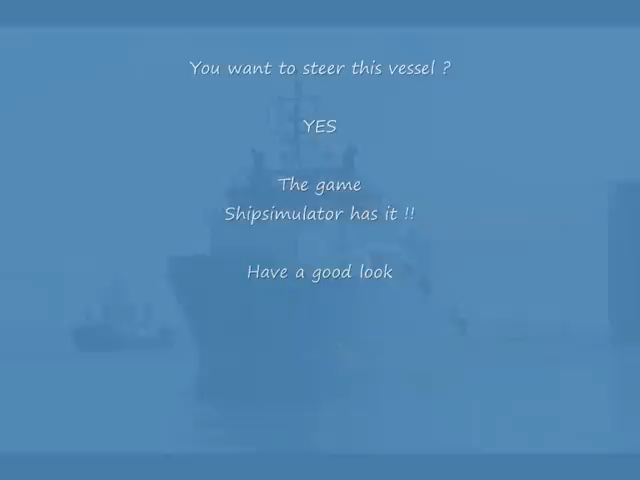 You want to steer this vessel ?
YES
The game
Shipsimulator has it !!
Have a good look